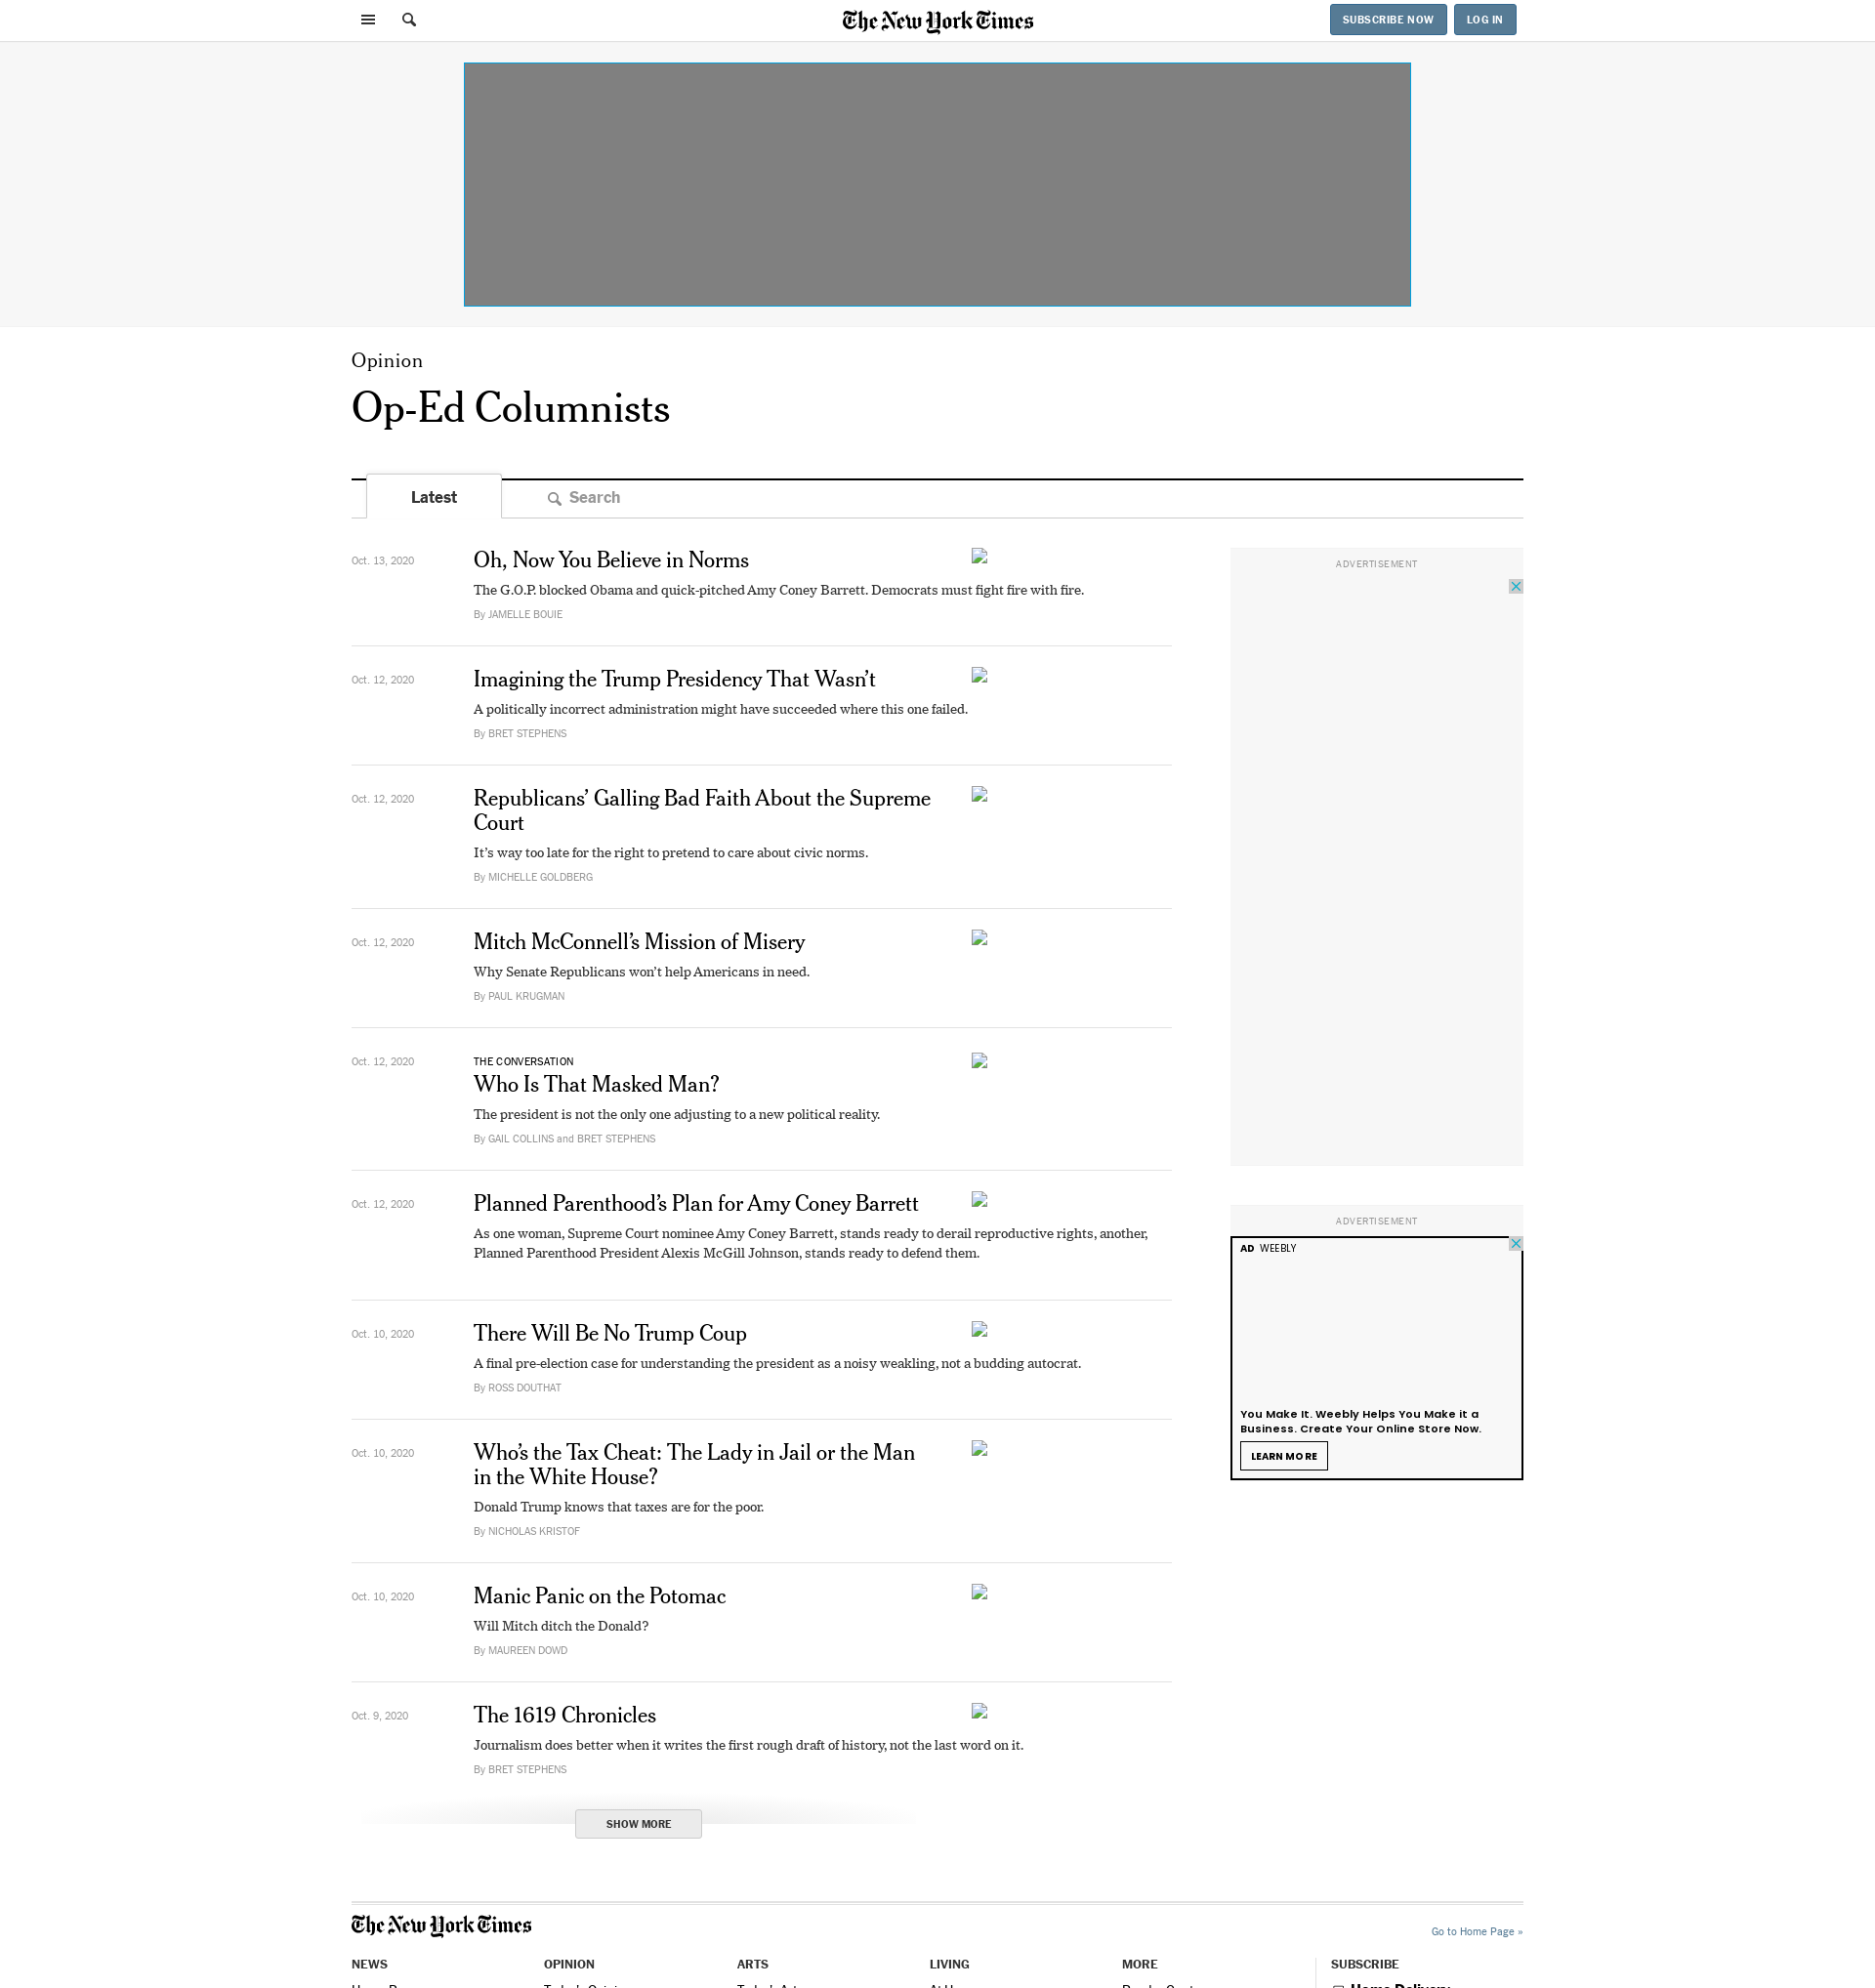 The New York Times
SUBSCRIBE NOW
LOG IN
Opinion
Op-Ed Columnists
Latest
Search
Oct. 13, 2020
Oh, Now You Believe in Norms
The G.O.P. blocked Obama and quick-pitched Amy Coney Barrett. Democrats must fight fire with fire.
By JAMELLE BOUIE
Oct. 12, 2020
Imagining the Trump Presidency That Wasn’t
A politically incorrect administration might have succeeded where this one failed.
By BRET STEPHENS
Oct. 12, 2020
Republicans’ Galling Bad Faith About the Supreme
Court
It’s way too late for the right to pretend to care about civic norms.
By MICHELLE GOLDBERG
Oct. 12, 2020
Mitch McConnell’s Mission of Misery
Why Senate Republicans won’t help Americans in need.
By PAUL KRUGMAN
Oct. 12, 2020
THE CONVERSATION
Who Is That Masked Man?
The president is not the only one adjusting to a new political reality.
By GAIL COLLINS and BRET STEPHENS
Oct. 12, 2020
Planned Parenthood’s Plan for Amy Coney Barrett
As one woman, Supreme Court nominee Amy Coney Barrett, stands ready to derail reproductive rights, another,
Planned Parenthood President Alexis McGill Johnson, stands ready to defend them.
Oct. 10, 2020
There Will Be No Trump Coup
A final pre-election case for understanding the president as a noisy weakling, not a budding autocrat.
By ROSS DOUTHAT
Oct. 10, 2020
Who’s the Tax Cheat: The Lady in Jail or the Man
in the White House?
Donald Trump knows that taxes are for the poor.
By NICHOLAS KRISTOF
Oct. 10, 2020
Manic Panic on the Potomac
Will Mitch ditch the Donald?
By MAUREEN DOWD
Oct. 9, 2020
The 1619 Chronicles
Journalism does better when it writes the first rough draft of history, not the last word on it.
By BRET STEPHENS
SHOW MORE
ADVERTISEMENT
ADVERTISEMENT
AD WEEBLY
You Make It. Weebly Helps You Make it a
Business. Create Your Online Store Now.
LEARN MORE
The New York Times
Go to Home Page »
NEWS
OPINION
ARTS
LIVING
MORE
SUBSCRIBE
Home Delivery